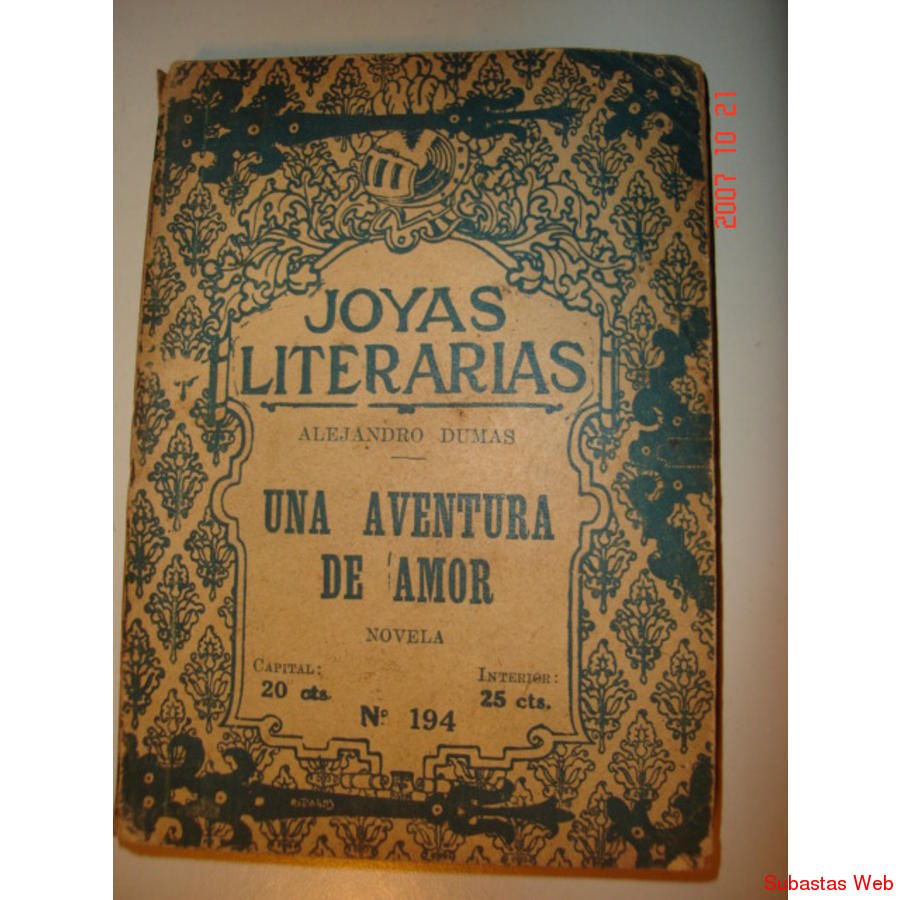 JOYAS
LITERARIAS
ALEJANDRO DUMAS
UNA AVENTURA
DE AMOR
NOVELA
CAPITAL:
20 cts.
INTERIOR:
25 cts.
Nº 194
2007 10 21
Subastas Web